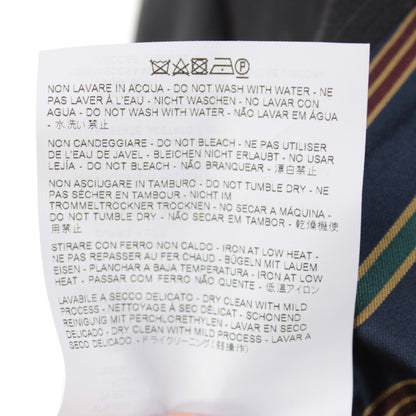 NON LAVARE IN ACQUA - DO NOT WASH WITH WATER - NE
PAS LAVER À L'EAU - NICHT WASCHEN - NO LAVAR CON
AGUA - DO NOT WASH WITH WATER - NÃO LAVAR EM ÁGUA
- 水洗い禁止
NON CANDEGGIARE - DO NOT BLEACH - NE PAS UTILISER
DE L'EAU DE JAVEL - BLEICHEN NICHT ERLAUBT - NO USAR
LEJÍA - DO NOT BLEACH - NÃO BRANQUEAR - 漂白禁止
NON ASCIUGARE IN TAMBURO - DO NOT TUMBLE DRY - NE
PAS SÉCHER EN TAMBOUR - NICHT IM
TROMMELTROCKNER TROCKNEN - NO SECAR A MÁQUINA -
DO NOT TUMBLE DRY - NÃO SECAR EM TAMBOR - 乾燥機使
用禁止
STIRARE CON FERRO NON CALDO - IRON AT LOW HEAT -
NE PAS REPASSER AU FER CHAUD - BÜGELN MIT LAUEM
EISEN - PLANCHAR A BAJA TEMPERATURA - IRON AT LOW
HEAT - PASSAR COM FERRO NÃO QUENTE - 低温アイロン
LAVABILE A SECCO DELICATO - DRY CLEAN WITH MILD
PROCESS - NETTOYAGE À SEC DÉLICAT - SCHONEND
REINIGUNG MIT PERCHLORETHYLEN - LAVAR EN SECO
DELICADO - DRY CLEAN WITH MILD PROCESS - LAVAR A
SECO DELICADO - ドライクリーニング(弱操作)